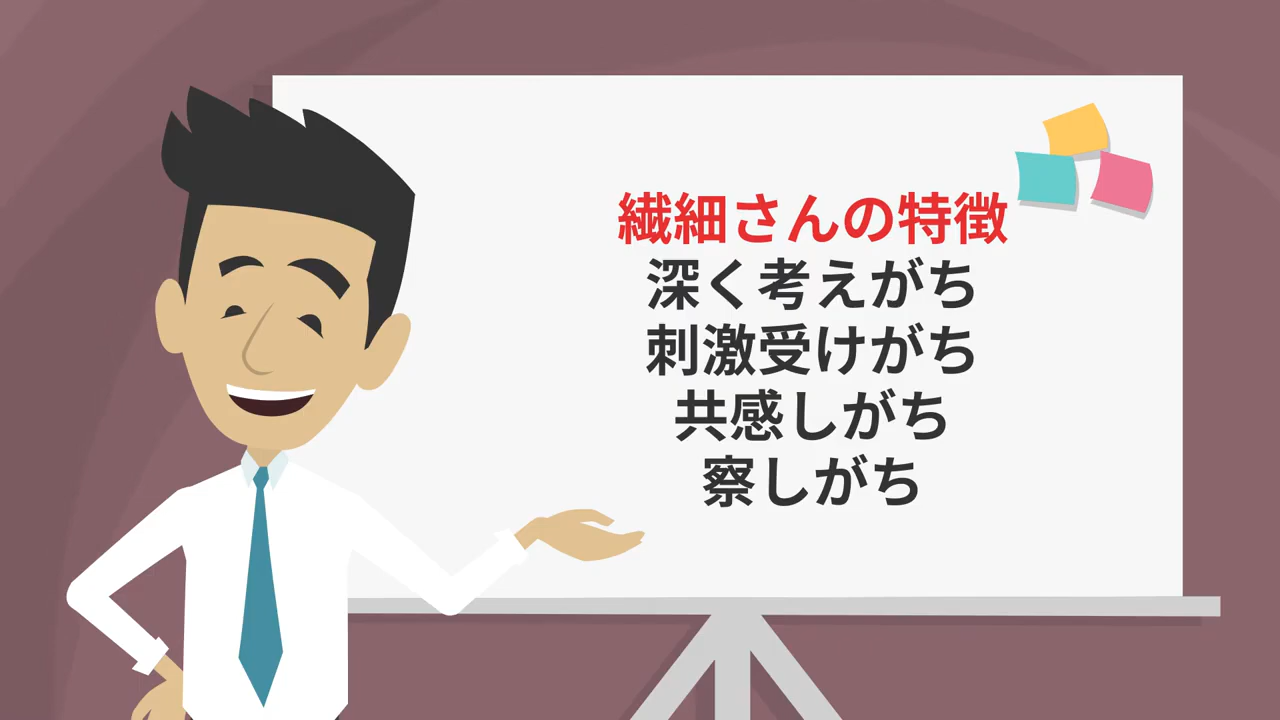 繊細さんの特徴
深く考えがち
刺激受けがち
共感しがち
察しがち